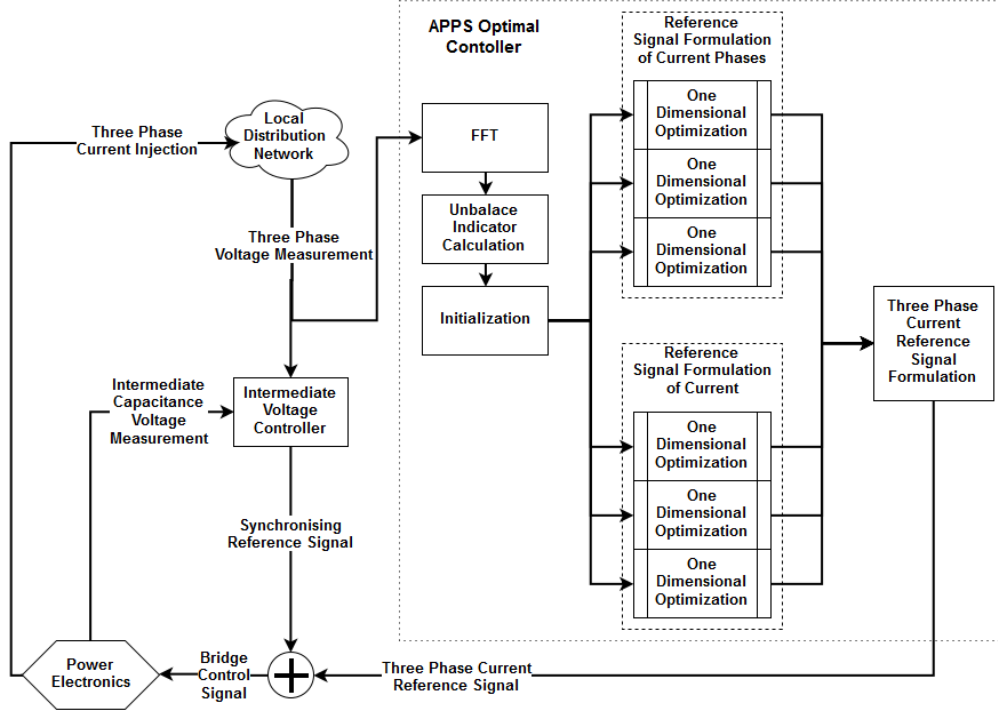 APPS Optimal
Contoller
Reference
Signal Formulation
of Current Phases
One
Dimensional
Optimization
One
Dimensional
Optimization
One
Dimensional
Optimization
FFT
Unbalace
Indicator
Calculation
Initialization
Three Phase
Current Injection
Local
Distribution
Network
Three Phase
Voltage Measurement
Three Phase
Current
Reference
Signal
Formulation
Reference
Signal Formulation
of Current
One
Dimensional
Optimization
One
Dimensional
Optimization
One
Dimensional
Optimization
Intermediate
Capacitance
Voltage
Measurement
Intermediate
Voltage
Controller
Synchronising
Reference Signal
Power
Electronics
Bridge
Control
Signal
Three Phase Current
Reference Signal